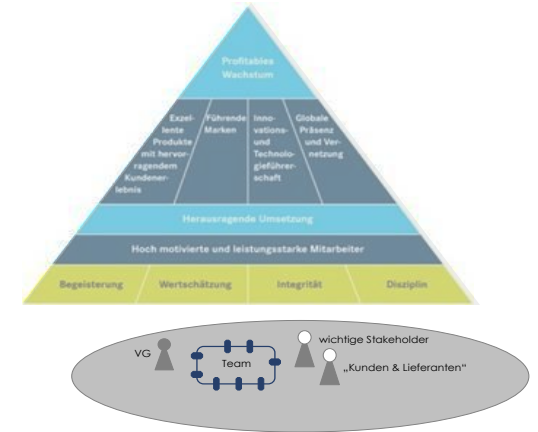 Profitables
Wachstum
Exzel-
lente
Produkte
mit hervor-
ragendem
Kundener-
lebnis
Führende
Marken
Inno-
vations-
und
Technolo-
gieführer-
schaft
Globale
Präsenz
und Ver-
netzung
Herausragende Umsetzung
Hoch motivierte und leistungsstarke Mitarbeiter
Begeisterung
Wertschätzung
Integrität
Disziplin
VG
Team
wichtige Stakeholder
„Kunden & Lieferanten“